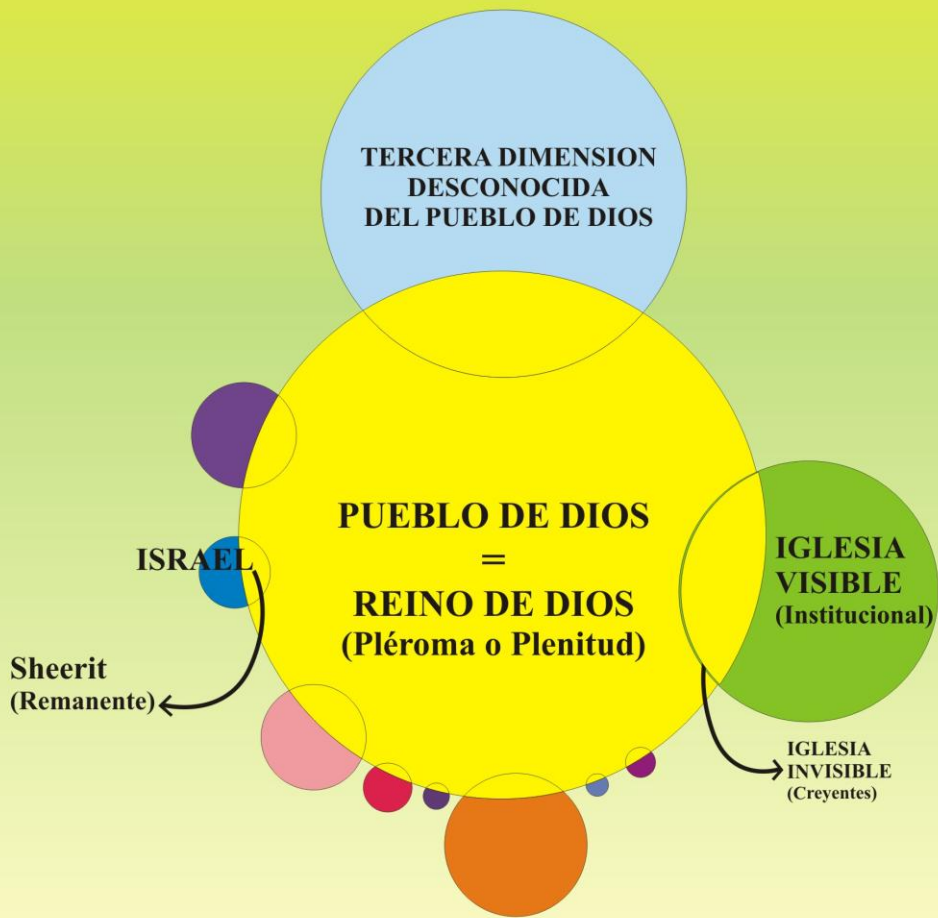 TERCERA DIMENSION
DESCONOCIDA
DEL PUEBLO DE DIOS
PUEBLO DE DIOS
=
REINO DE DIOS
(Pléroma o Plenitud)
IGLESIA
VISIBLE
(Institucional)
ISRAEL
Sheerit
(Remanente)
IGLESIA
INVISIBLE
(Creyentes)